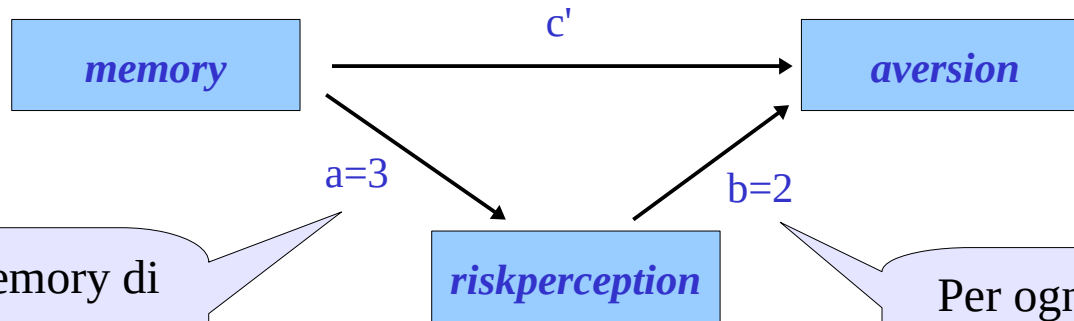 c'
memory
aversion
a=3
b=2
riskperception
emory di
Per ogn